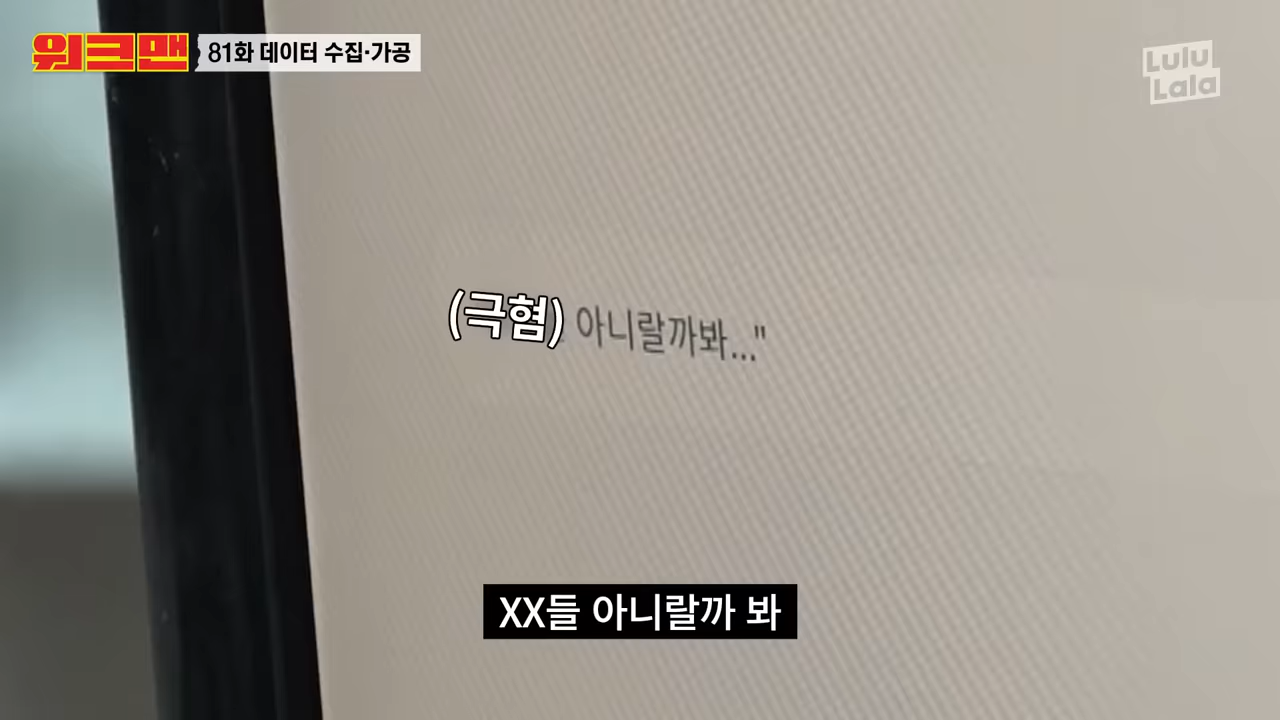 워크맨 81화 데이터 수집·가공
Lulu
Lala
(극혐) 아니랄까봐..."
XX들 아니랄까 봐